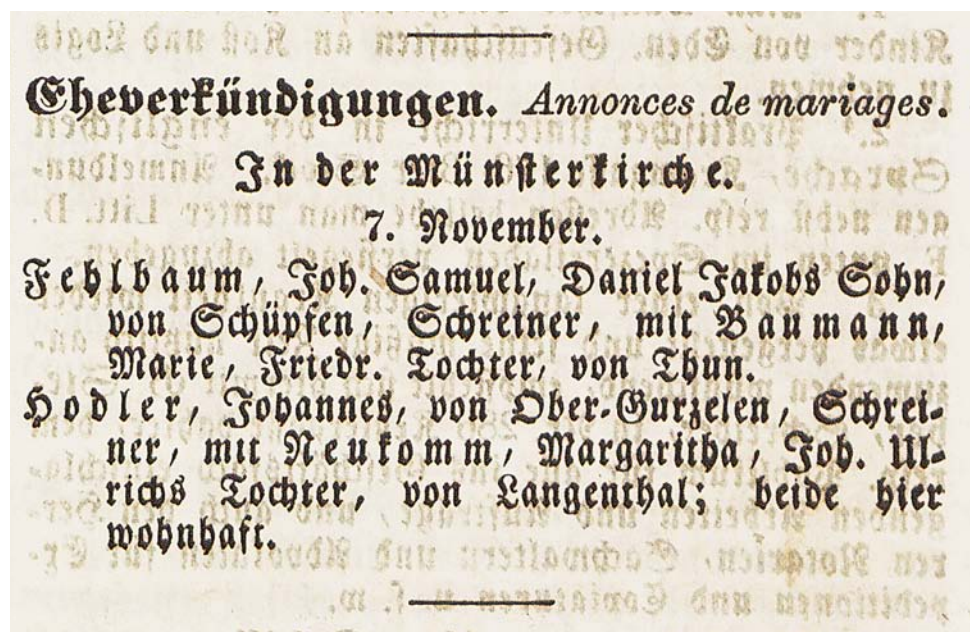 Eheverkündigungen. Annonces de mariages.
In der Münsterkirche.
7. November.
Fehlbaum, Joh. Samuel, Daniel Jakobs Sohn,
von Schüpfen, Schreiner, mit Baumann,
Marie, Friedr. Tochter, von Thun.
Hodler, Johannes, von Ober-Gurzelen, Schrei-
ner, mit Neukomm, Margaritha, Joh. Ul-
richs Tochter, von Langenthal; beide hier
wohnhaft.